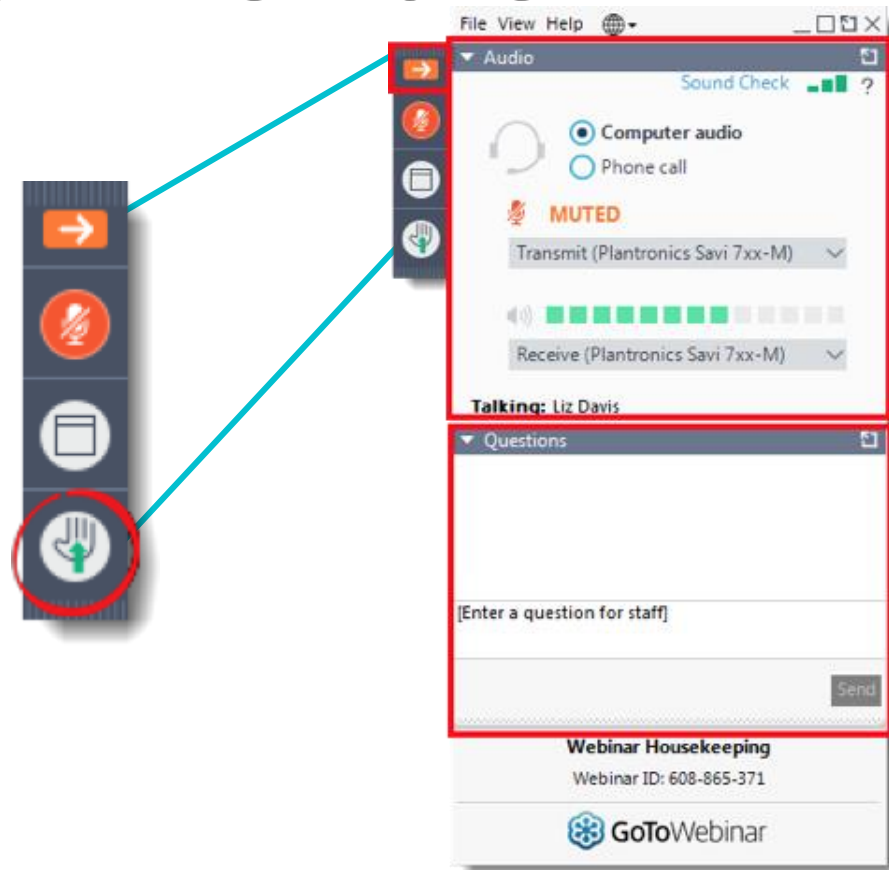 File View Help
Audio
Sound Check ?
Computer audio
Phone call
MUTED
Transmit (Plantronics Savi 7xx-M)
Receive (Plantronics Savi 7xx-M)
Talking: Liz Davis
Questions
[Enter a question for staff]
Send
Webinar Housekeeping
Webinar ID: 608-865-371
GoToWebinar